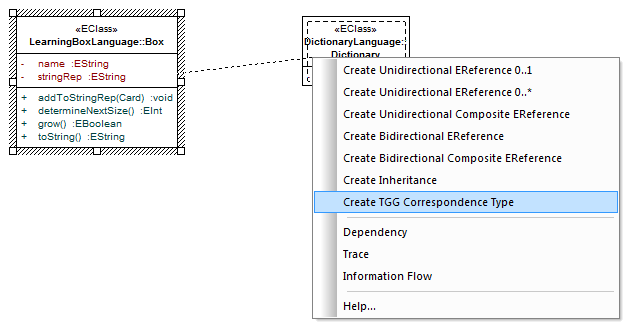 «EClass»
LearningBoxLanguage::Box
- name :EString
- stringRep :EString
+ addToStringRep(Card) :void
+ determineNextSize() :EInt
+ grow() :EBoolean
+ toString() :EString
«EClass»
DictionaryLanguage::
Dictionary
Create Unidirectional EReference 0..1
Create Unidirectional EReference 0..*
Create Unidirectional Composite EReference
Create Bidirectional EReference
Create Bidirectional Composite EReference
Create Inheritance
Create TGG Correspondence Type
Dependency
Trace
Information Flow
Help...